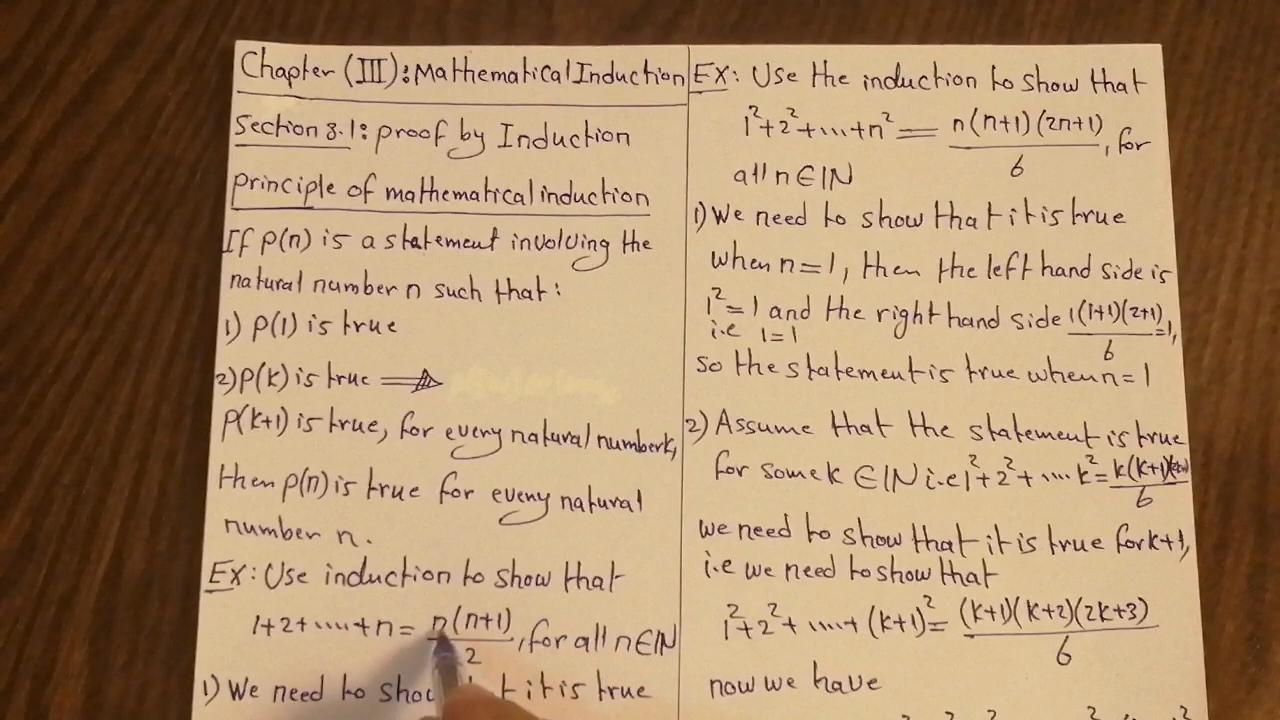 Chapter (III): Mathematical Induction
Section 3.1: proof by Induction
principle of mathematical induction
If P(n) is a statement involving the
natural number n such that:
1) P(1) is true
2) P(k) is true ⟹
P(k+1) is true, for every natural number k,
then p(n) is true for every natural
number n.
EX: Use induction to show that
1+2+.....+n = n(n+1)/2, for all n∈ℕ
1) We need to show that it is true
EX: Use the induction to show that
1²+2²+....+n² = n(n+1)(2n+1)/6, for
all n∈ℕ
1) We need to show that it is true
when n=1, then the left hand side is
1²=1 and the right hand side 1(1+1)(2+1)/6=1,
i.e 1=1
so the statement is true when n=1
2) Assume that the statement is true
for some k∈ℕ i.e 1²+2²+....k²= k(k+1)/6
we need to show that it is true for k+1,
i.e we need to show that
1²+2²+.....+(k+1)²= (k+1)(k+2)(2k+3)/6
now we have